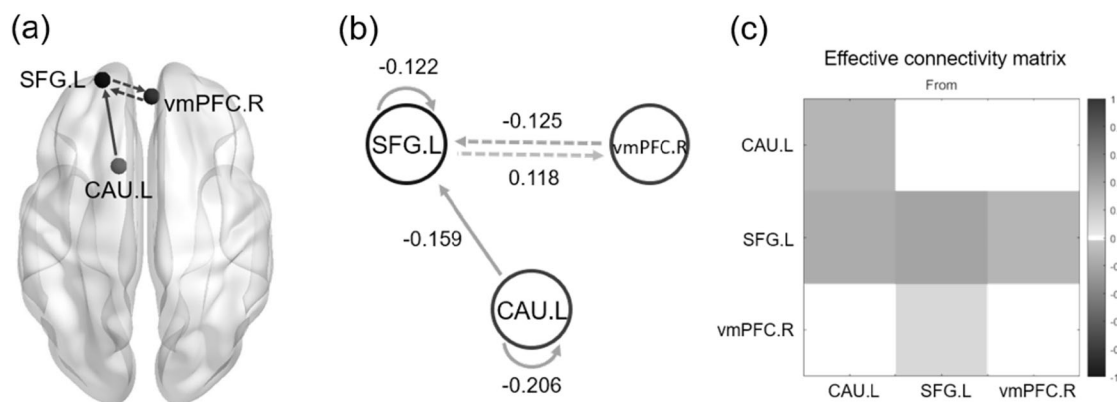 (a)
SFG.L
vmPFC.R
CAU.L
(b)
-0.122
SFG.L
-0.125
0.118
vmPFC.R
-0.159
CAU.L
-0.206
(c)
Effective connectivity matrix
From
CAU.L
SFG.L
vmPFC.R
CAU.L
SFG.L
vmPFC.R
1
0